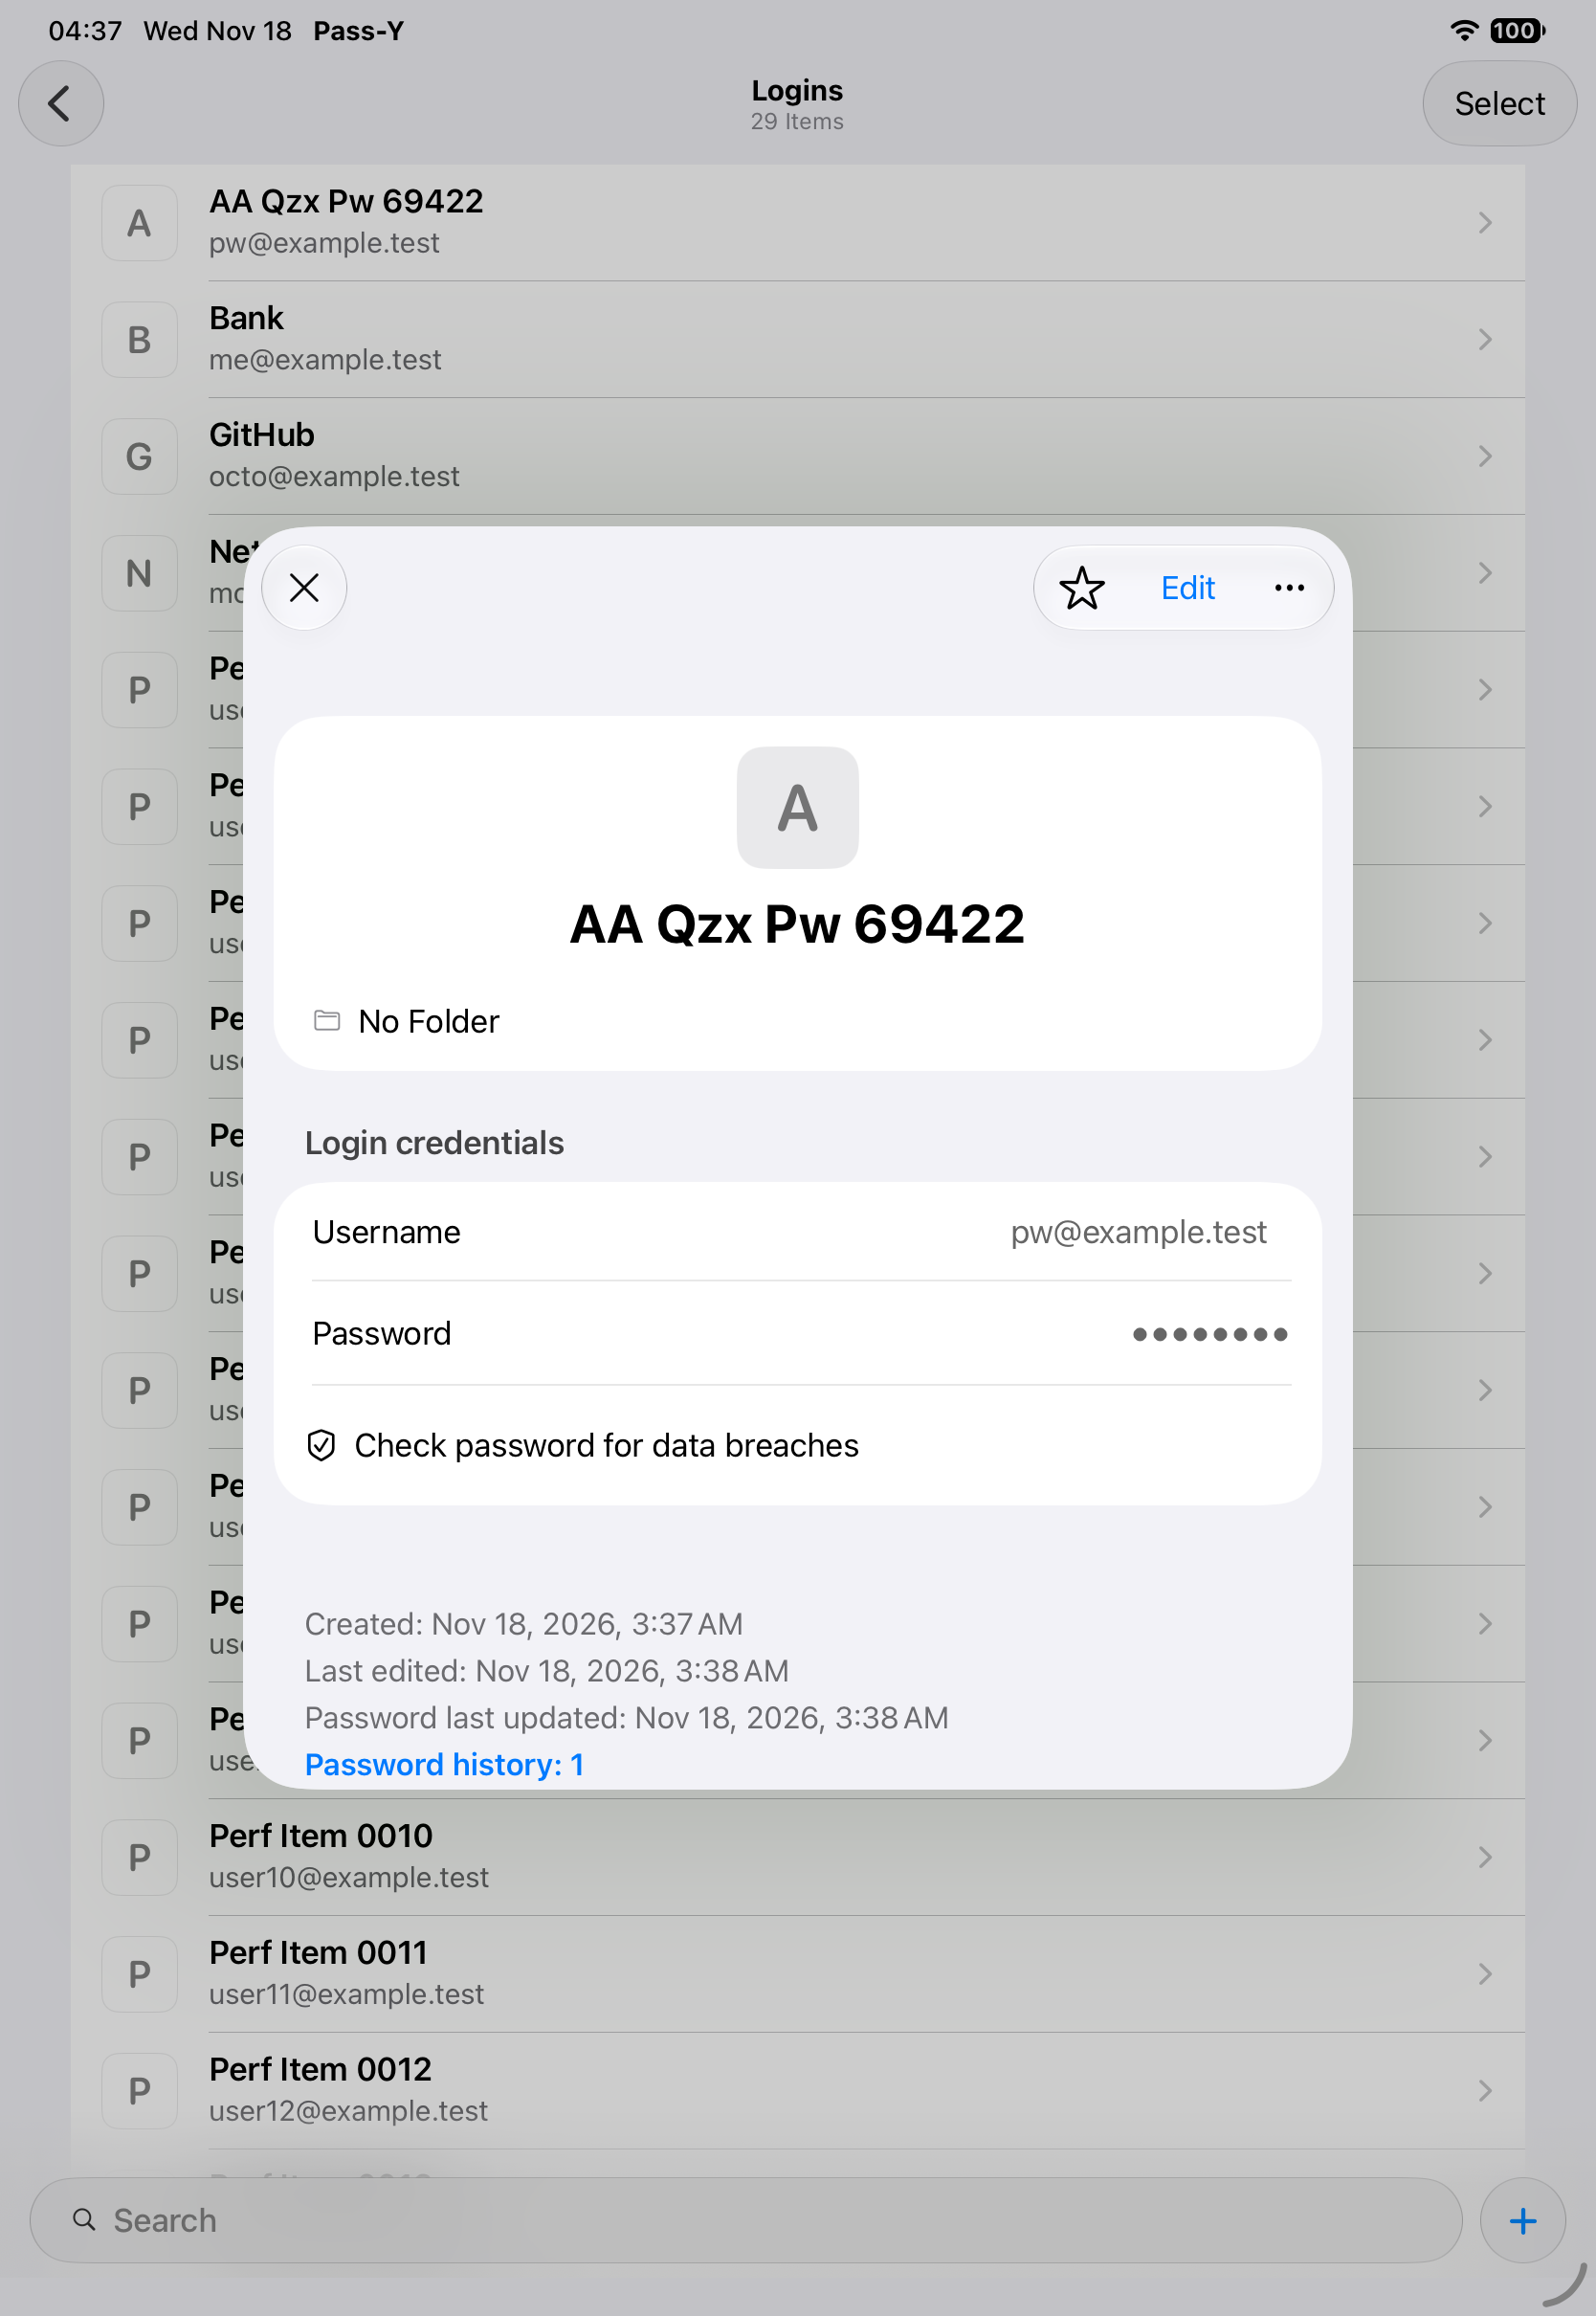 04:37 Wed Nov 18 Pass-Y
100
Logins
29 Items
Select
A
AA Qzx Pw 69422
pw@example.test
B
Bank
me@example.test
G
GitHub
octo@example.test
N
P
P
P
P
P
P
P
P
P
P
Edit
A
AA Qzx Pw 69422
No Folder
Login credentials
Username
pw@example.test
Password
Check password for data breaches
Created: Nov 18, 2026, 3:37 AM
Last edited: Nov 18, 2026, 3:38 AM
Password last updated: Nov 18, 2026, 3:38 AM
Password history: 1
P
Perf Item 0010
user10@example.test
P
Perf Item 0011
user11@example.test
P
Perf Item 0012
user12@example.test
Search